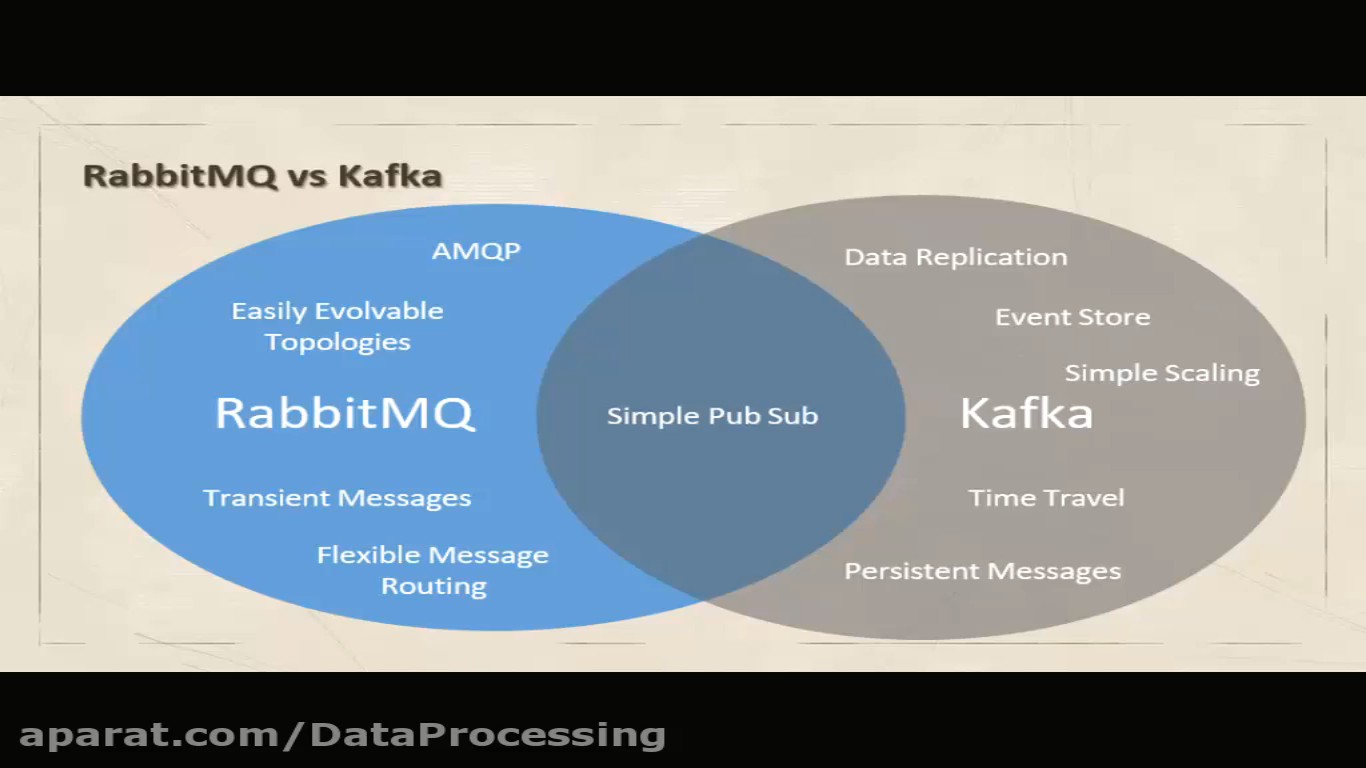 RabbitMQ vs Kafka
AMQP
Easily Evolvable
Topologies
RabbitMQ
Transient Messages
Flexible Message
Routing
Simple Pub Sub
Data Replication
Event Store
Simple Scaling
Kafka
Time Travel
Persistent Messages
aparat.com/DataProcessing